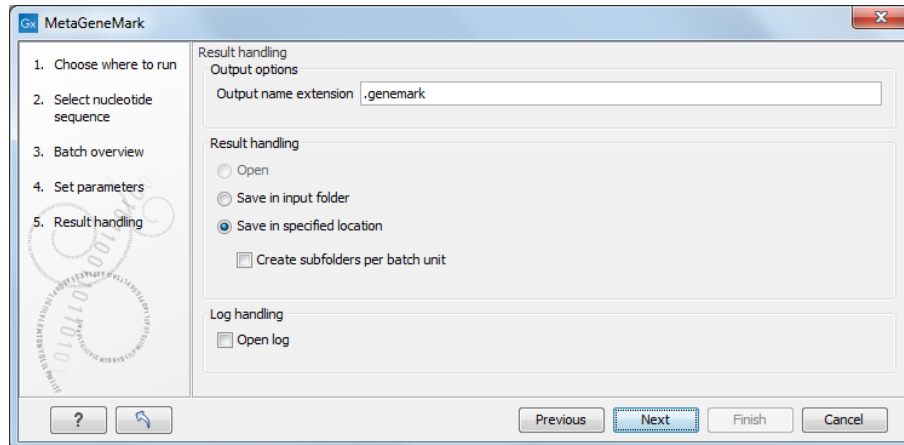 Gx MetaGeneMark
1. Choose where to run
2. Select nucleotide
sequence
3. Batch overview
4. Set parameters
5. Result handling
Result handling
Output options
Output name extension .genemark
Result handling
Open
Save in input folder
Save in specified location
Create subfolders per batch unit
Log handling
Open log
? Previous Next Finish Cancel